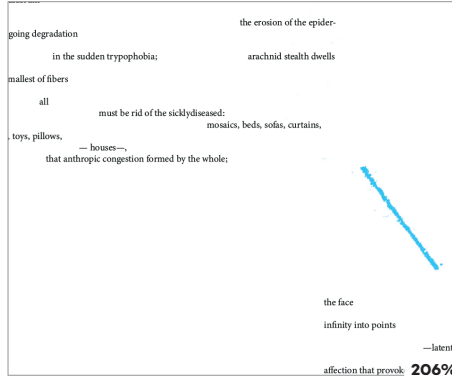 the erosion of the epider-
going degradation
in the sudden trypophobia; arachnid stealth dwells
mallest of fibers
all
must be rid of the sicklydiseased:
mosaics, beds, sofas, curtains,
, toys, pillows,
— houses—,
that anthropic congestion formed by the whole;
the face
infinity into points
—latent
affection that provok 206%